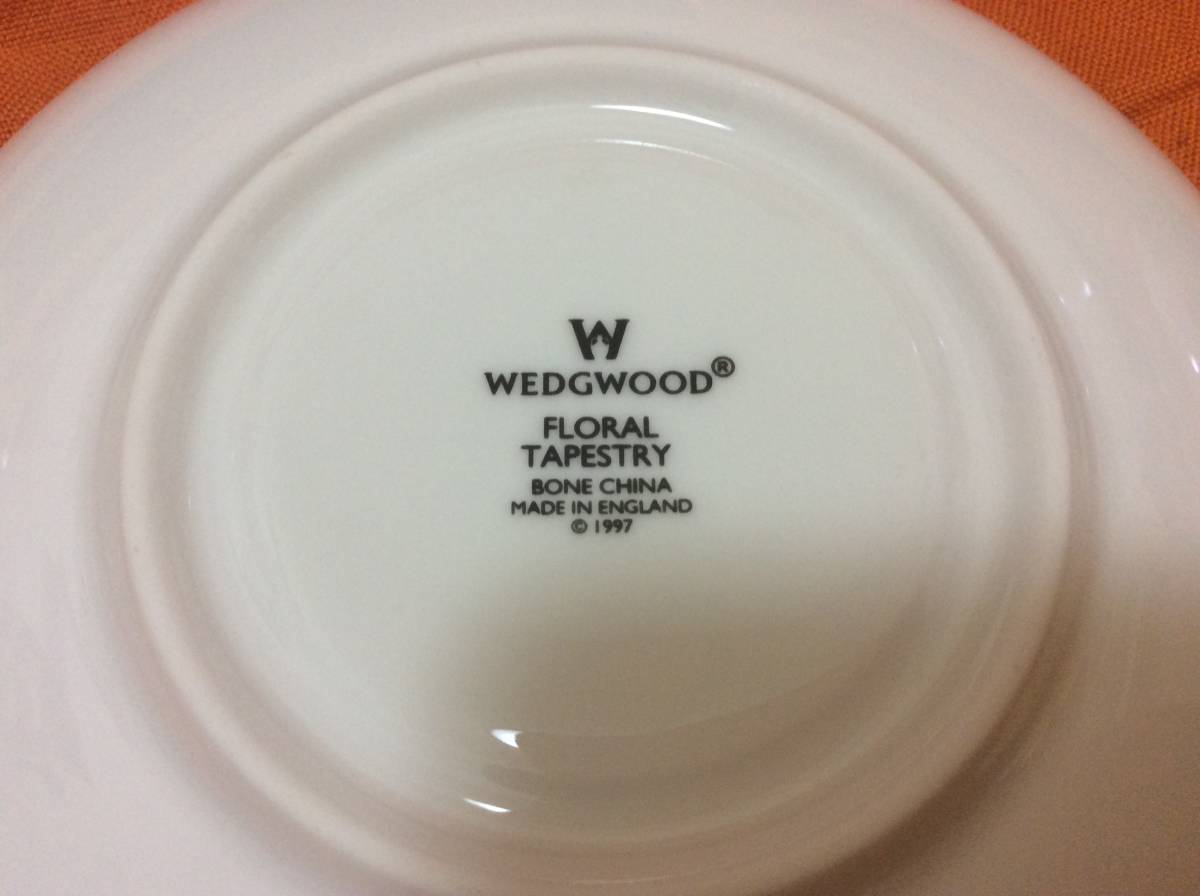 W
WEDGWOOD®
FLORAL
TAPESTRY
BONE CHINA
MADE IN ENGLAND
© 1997